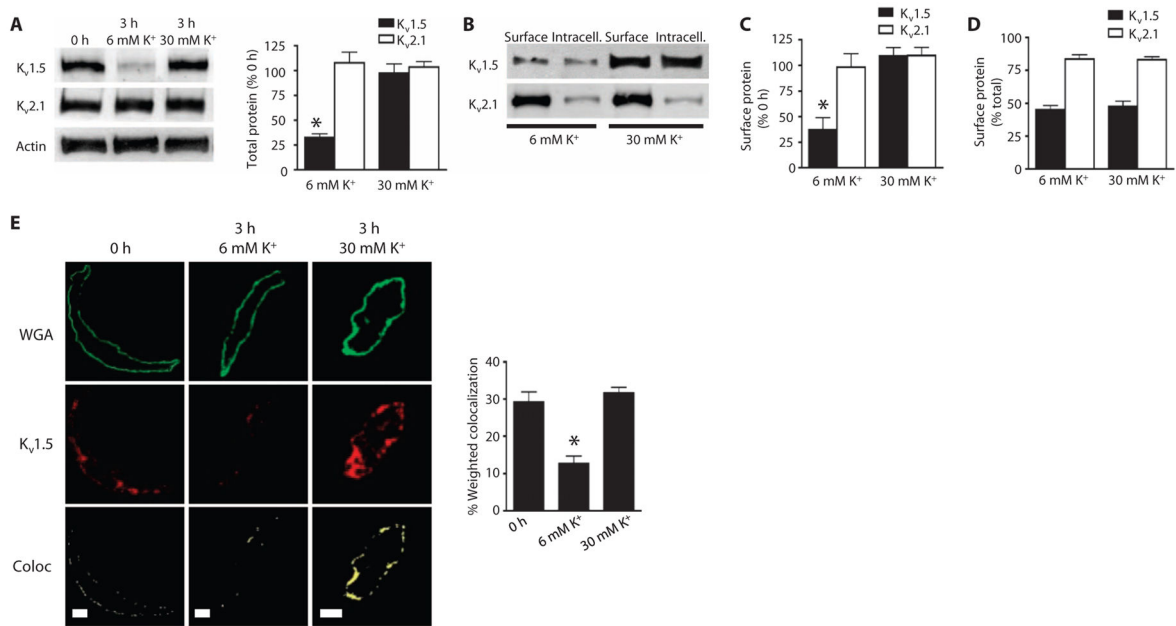 A
0 h
3 h
6 mM K⁺
3 h
30 mM K⁺
Kᵥ1.5
Kᵥ2.1
Actin
Kᵥ1.5
Kᵥ2.1
Total protein (% 0 h)
125
100
75
50
25
0
*
6 mM K⁺ 30 mM K⁺
B
Surface Intracell. Surface Intracell.
Kᵥ1.5
Kᵥ2.1
6 mM K⁺ 30 mM K⁺
C
Kᵥ1.5
Kᵥ2.1
Surface protein
(% 0 h)
125
100
75
50
25
0
*
6 mM K⁺ 30 mM K⁺
D
Kᵥ1.5
Kᵥ2.1
Surface protein
(% total)
100
75
50
25
0
6 mM K⁺ 30 mM K⁺
E
0 h
3 h
6 mM K⁺
3 h
30 mM K⁺
WGA
Kᵥ1.5
Coloc
% Weighted colocalization
40
30
20
10
0
*
0 h
6 mM K⁺
30 mM K⁺